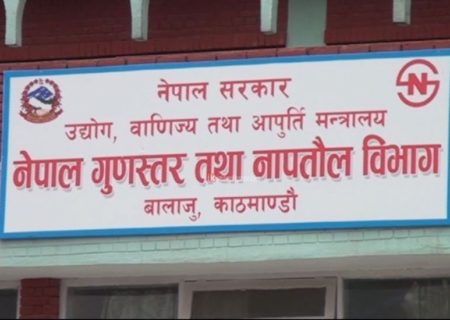 नेपाल सरकार
उद्योग, वाणिज्य तथा आपुर्ति मन्त्रालय
नेपाल गुणस्तर तथा नापतौल विभाग
बालाजु, काठमाण्डौ